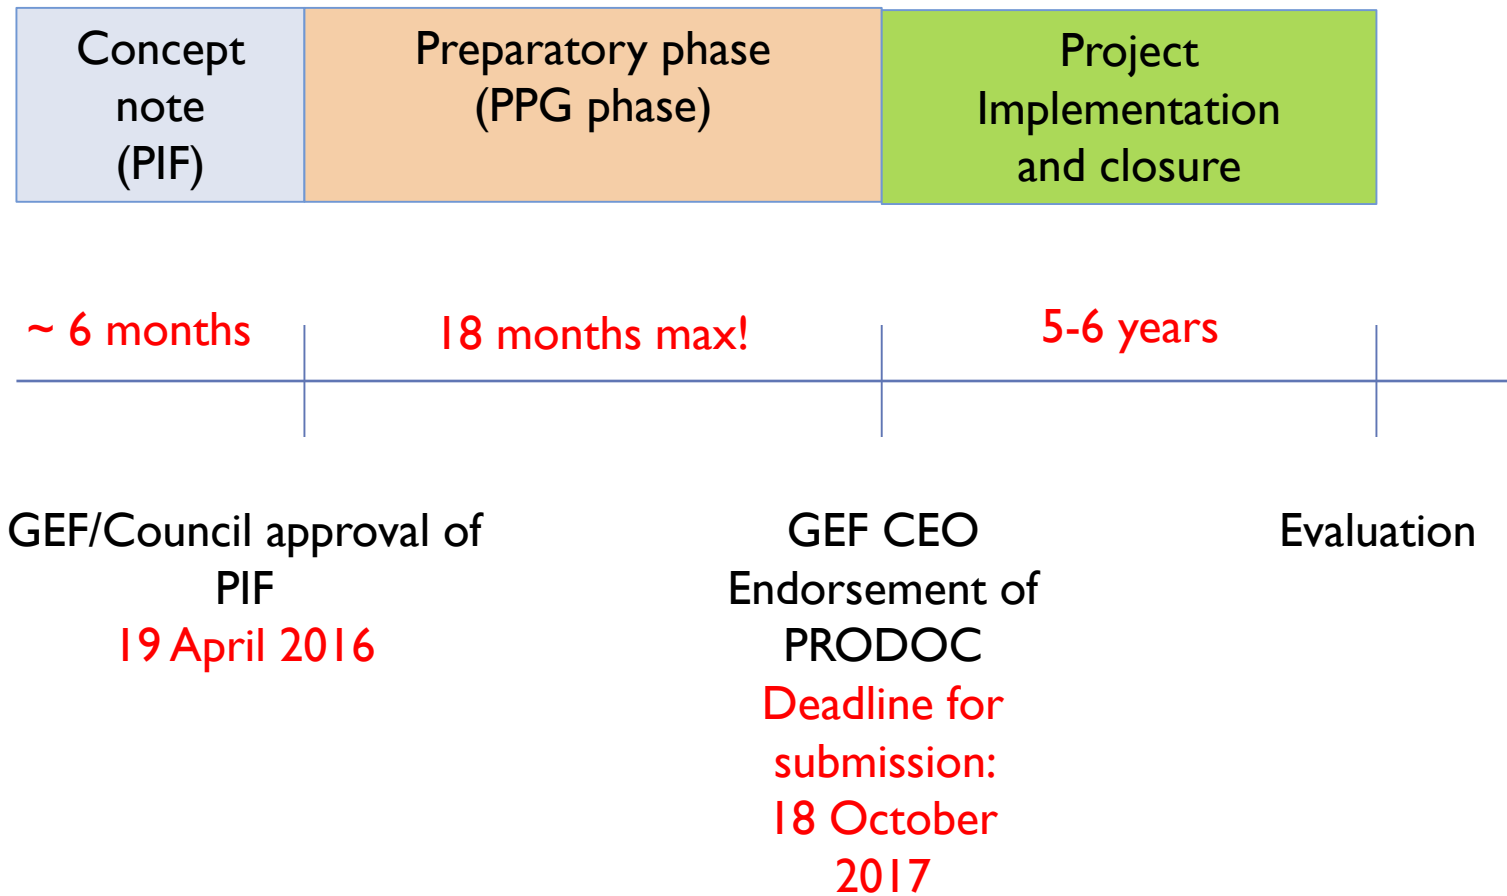 Concept
note
(PIF)
Preparatory phase
(PPG phase)
Project
Implementation
and closure
~ 6 months
18 months max!
5-6 years
GEF/Council approval of
PIF
19 April 2016
GEF CEO
Endorsement of
PRODOC
Deadline for
submission:
18 October
2017
Evaluation